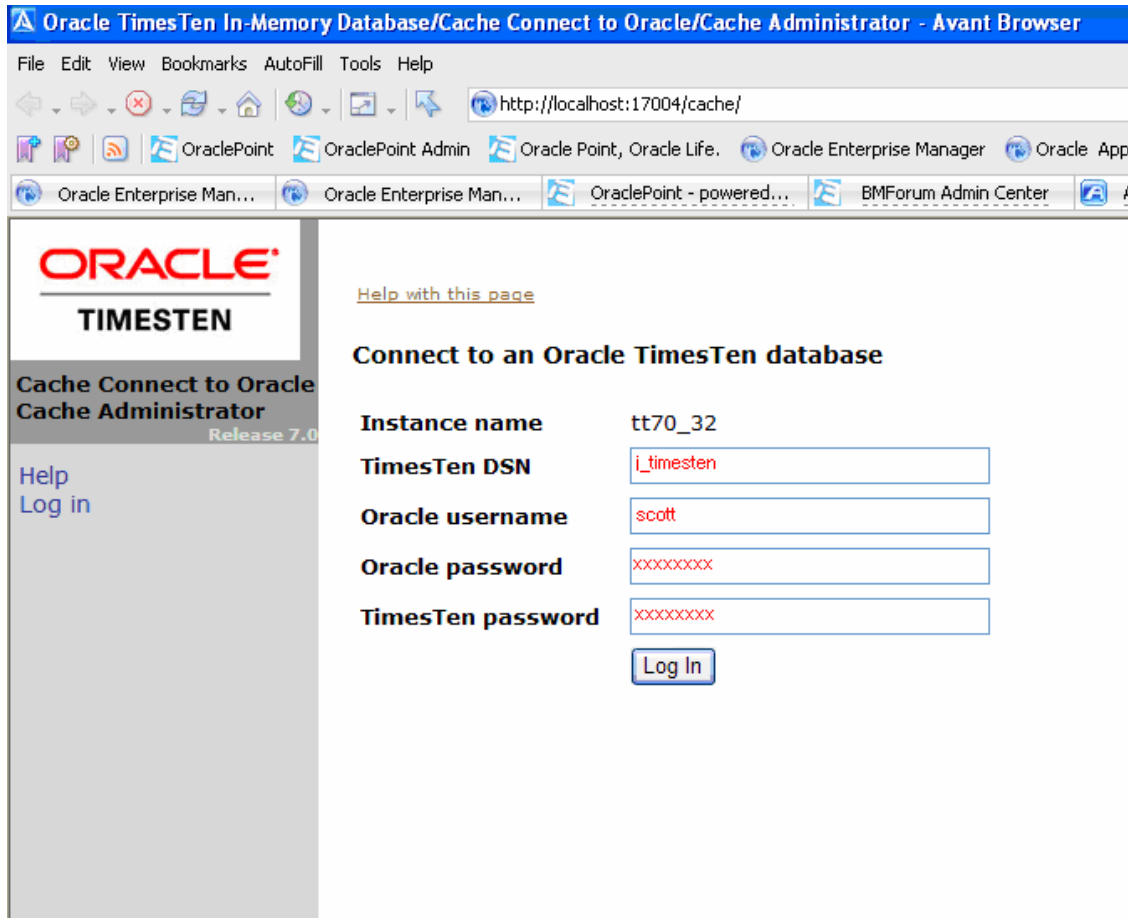 Oracle TimesTen In-Memory Database/Cache Connect to Oracle/Cache Administrator - Avant Browser
File Edit View Bookmarks AutoFill Tools Help
http://localhost:17004/cache/
OraclePoint OraclePoint Admin Oracle Point, Oracle Life. Oracle Enterprise Manager Oracle App
Oracle Enterprise Man... Oracle Enterprise Man... OraclePoint - powered... BMForum Admin Center
ORACLE
TIMESTEN
Cache Connect to Oracle
Cache Administrator
Release 7.0
Help
Log in
Help with this page
Connect to an Oracle TimesTen database
Instance name tt70_32
TimesTen DSN j_timesten
Oracle username scott
Oracle password xxxxxxxx
TimesTen password xxxxxxxx
Log In